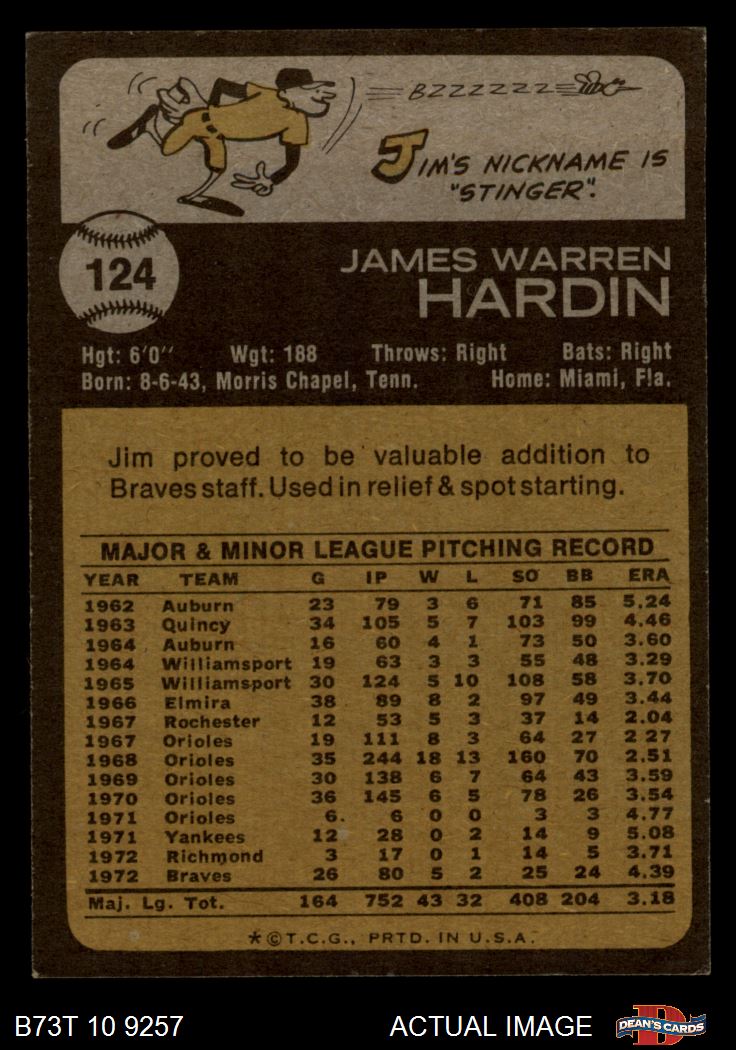 BZZZZZZZ
JIM'S NICKNAME IS
"STINGER".
124
JAMES WARREN
HARDIN
Hgt: 6'0" Wgt: 188 Throws: Right Bats: Right
Born: 8-6-43, Morris Chapel, Tenn. Home: Miami, Fla.
Jim proved to be valuable addition to
Braves staff. Used in relief & spot starting.
MAJOR & MINOR LEAGUE PITCHING RECORD
YEAR TEAM G IP W L SO BB ERA
1962 Auburn 23 79 3 6 71 85 5.24
1963 Quincy 34 105 5 7 103 99 4.46
1964 Auburn 16 60 4 1 73 50 3.60
1964 Williamsport 19 63 3 3 55 48 3.29
1965 Williamsport 30 124 5 10 108 58 3.70
1966 Elmira 38 89 8 2 97 49 3.44
1967 Rochester 12 53 5 3 37 14 2.04
1967 Orioles 19 111 8 3 64 27 2 27
1968 Orioles 35 244 18 13 160 70 2.51
1969 Orioles 30 138 6 7 64 43 3.59
1970 Orioles 36 145 6 5 78 26 3.54
1971 Orioles 6. 6 0 0 3 3 4.77
1971 Yankees 12 28 0 2 14 9 5.08
1972 Richmond 3 17 0 1 14 5 3.71
1972 Braves 26 80 5 2 25 24 4.39
Maj. Lg. Tot. 164 752 43 32 408 204 3.18
*©T.C.G., PRTD. IN U.S.A.
B73T 10 9257 ACTUAL IMAGE D DEAN'S CARDS